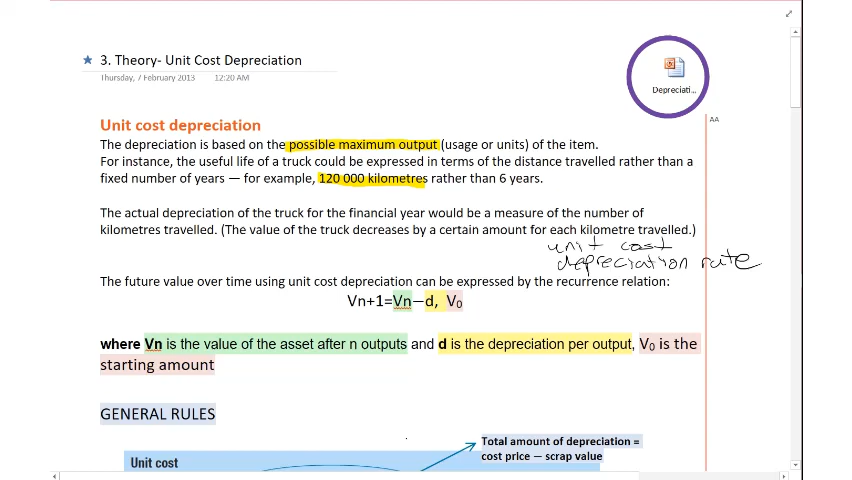 3. Theory- Unit Cost Depreciation
Thursday, 7 February 2013 12:20 AM
Depreciati...
AA
Unit cost depreciation
The depreciation is based on the possible maximum output (usage or units) of the item.
For instance, the useful life of a truck could be expressed in terms of the distance travelled rather than a
fixed number of years — for example, 120 000 kilometres rather than 6 years.
The actual depreciation of the truck for the financial year would be a measure of the number of
kilometres travelled. (The value of the truck decreases by a certain amount for each kilometre travelled.)
unit cost
depreciation rate
The future value over time using unit cost depreciation can be expressed by the recurrence relation:
Vn+1=Vn−d, V₀
where Vn is the value of the asset after n outputs and d is the depreciation per output, V₀ is the
starting amount
GENERAL RULES
Total amount of depreciation =
cost price — scrap value
Unit cost